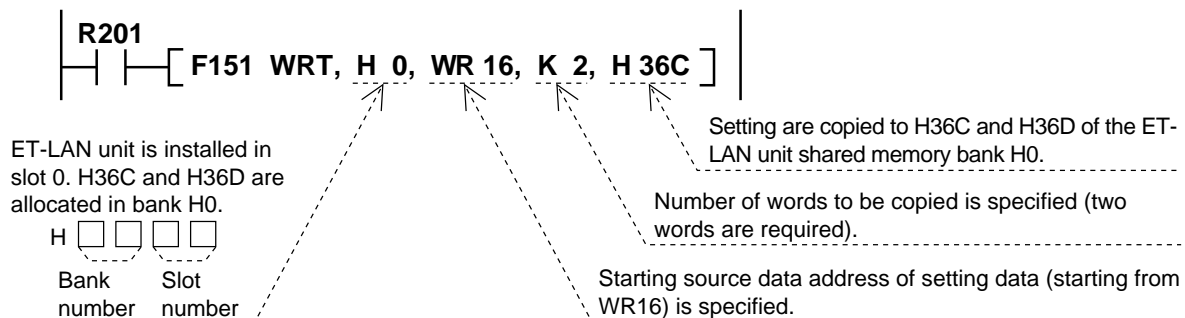 R201
F151 WRT, H 0, WR 16, K 2, H 36C
ET-LAN unit is installed in
slot 0. H36C and H36D are
allocated in bank H0.
H
Bank
number
Slot
number
Setting are copied to H36C and H36D of the ET-
LAN unit shared memory bank H0.
Number of words to be copied is specified (two
words are required).
Starting source data address of setting data (starting from
WR16) is specified.